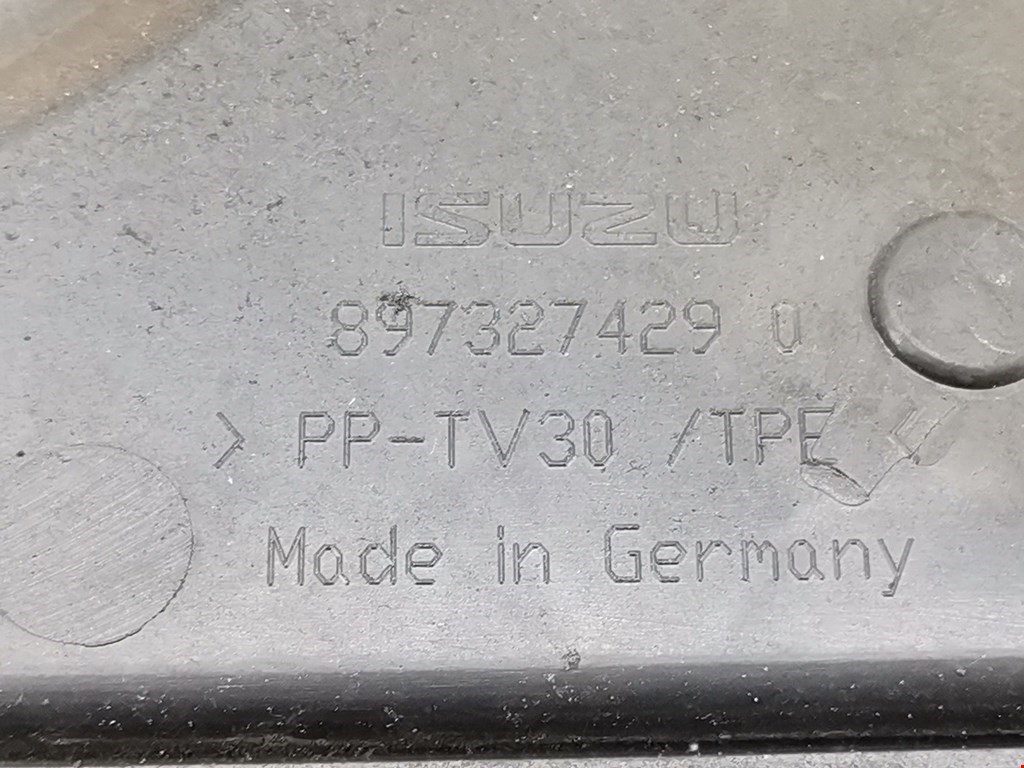 ISUZU
897327429 0
> PP-TV30 /TPE
Made in Germany